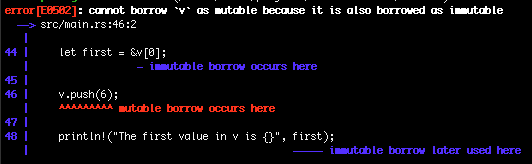 error[E0502]: cannot borrow `v` as mutable because it is also borrowed as immutable
--> src/main.rs:46:2
|
44 | let first = &v[0];
| - immutable borrow occurs here
45 |
46 | v.push(6);
| ^^^^^^^^^ mutable borrow occurs here
47 |
48 | println!("The first value in v is {}", first);
| ----- immutable borrow later used here